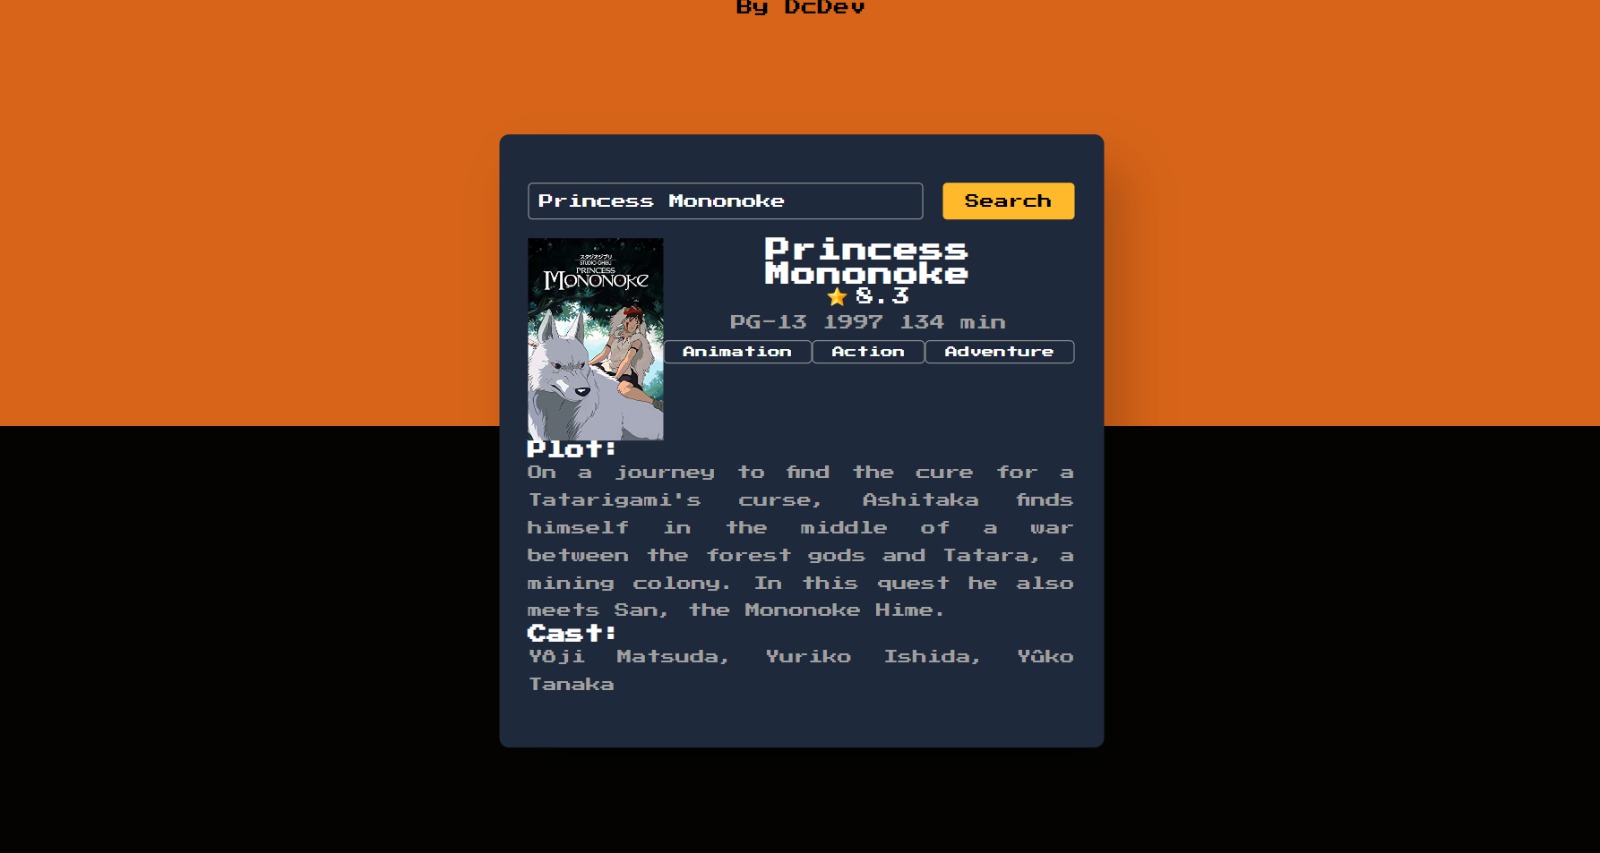 By DcDev
Princess Mononoke
Search
スタジオジブリ
STUDIO GHIBLI
PRINCESS
MONONOKE
Princess
Mononoke
8.3
PG-13 1997 134 min
Animation
Action
Adventure
Plot:
On a journey to find the cure for a
Tatarigami's curse, Ashitaka finds
himself in the middle of a war
between the forest gods and Tatara, a
mining colony. In this quest he also
meets San, the Mononoke Hime.
Cast:
Yôji Matsuda, Yuriko Ishida, Yûko
Tanaka